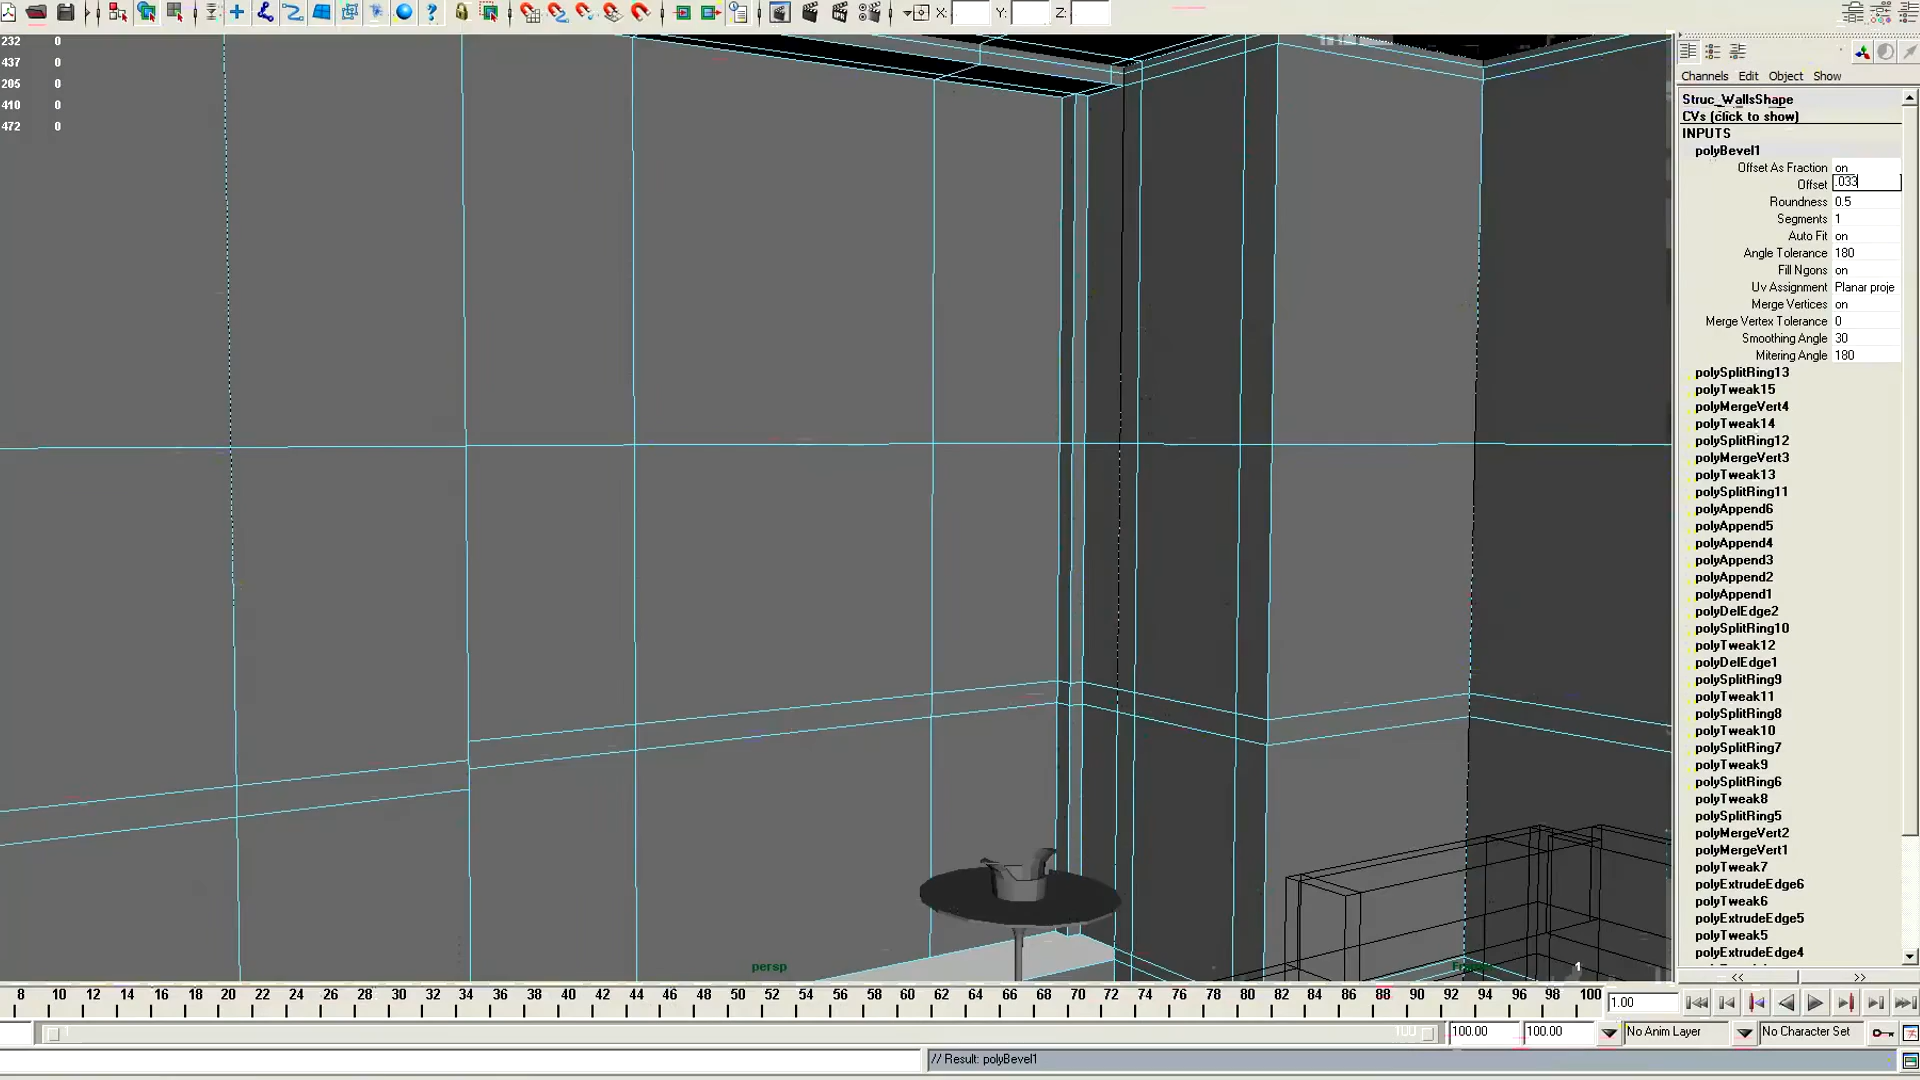 X:
Y:
Z:
232 0
437 0
205 0
410 0
472 0
Channels Edit Object Show
Struc_WallsShape
CVs (click to show)
INPUTS
polyBevel1
Offset As Fraction on
Offset .033
Roundness 0.5
Segments 1
Auto Fit on
Angle Tolerance 180
Fill Ngons on
Uv Assignment Planar proje
Merge Vertices on
Merge Vertex Tolerance 0
Smoothing Angle 30
Mitering Angle 180
polySplitRing13
polyTweak15
polyMergeVert4
polyTweak14
polySplitRing12
polyMergeVert3
polyTweak13
polySplitRing11
polyAppend6
polyAppend5
polyAppend4
polyAppend3
polyAppend2
polyAppend1
polyDelEdge2
polySplitRing10
polyTweak12
polyDelEdge1
polySplitRing9
polyTweak11
polySplitRing8
polyTweak10
polySplitRing7
polyTweak9
polySplitRing6
polyTweak8
polySplitRing5
polyMergeVert2
polyMergeVert1
polyTweak7
polyExtrudeEdge6
polyTweak6
polyExtrudeEdge5
polyTweak5
polyExtrudeEdge4
persp
1
8 10 12 14 16 18 20 22 24 26 28 30 32 34 36 38 40 42 44 46 48 50 52 54 56 58 60 62 64 66 68 70 72 74 76 78 80 82 84 86 88 90 92 94 96 98 100
1.00
100
100.00
100.00
No Anim Layer
No Character Set
// Result: polyBevel1